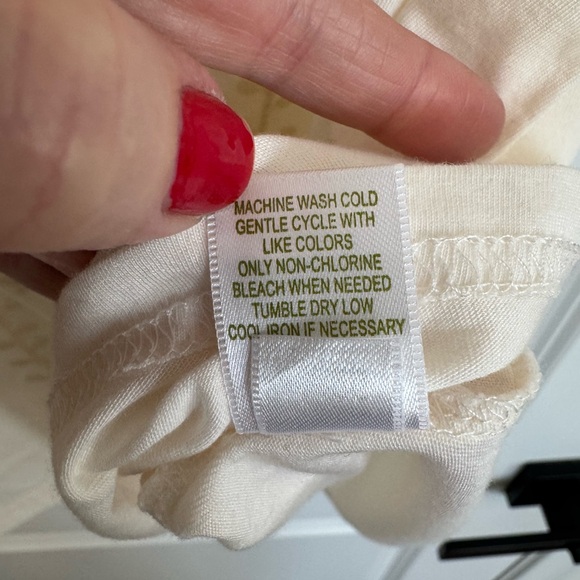 MACHINE WASH COLD
GENTLE CYCLE WITH
LIKE COLORS
ONLY NON-CHLORINE
BLEACH WHEN NEEDED
TUMBLE DRY LOW
COOL IRON IF NECESSARY